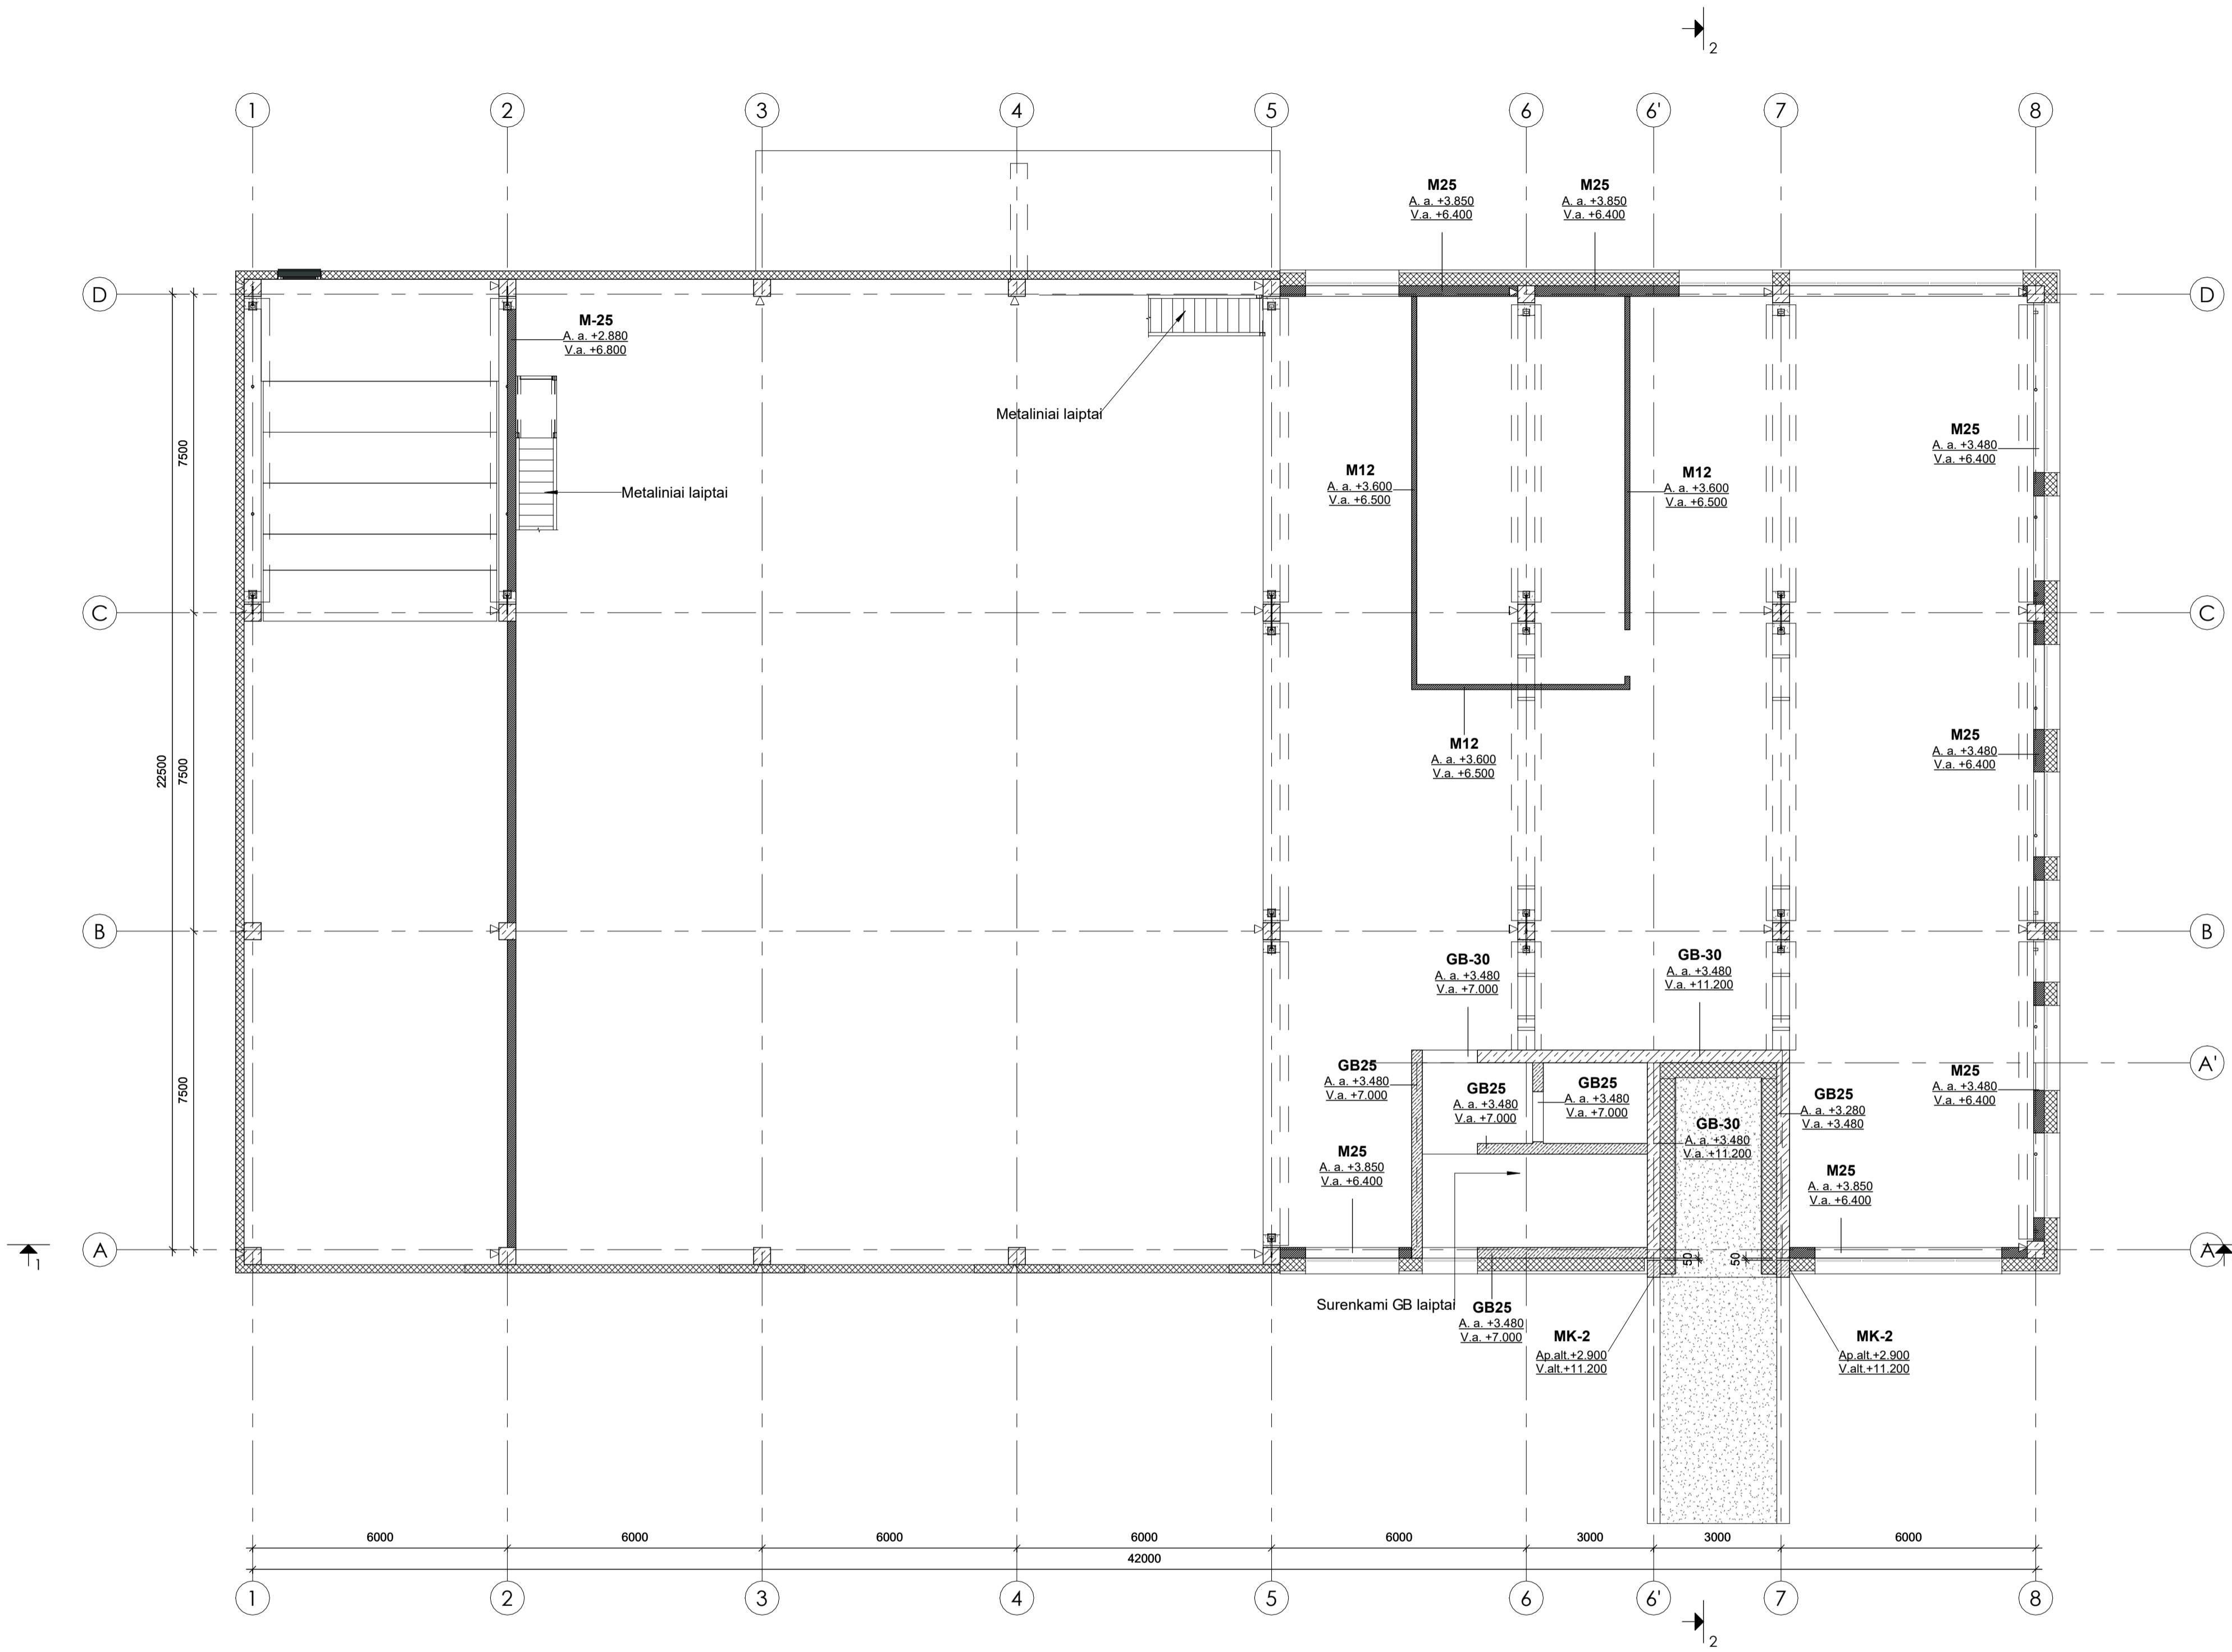 2
1
2
3
4
5
6
6'
7
8
M25
A. a. +3.850
V.a. +6.400
M25
A. a. +3.850
V.a. +6.400
D
D
M-25
A. a. +2.880
V.a. +6.800
Metaliniai laiptai
M25
A. a. +3.480
V.a. +6.400
7500
M12
A. a. +3.600
V.a. +6.500
M12
A. a. +3.600
V.a. +6.500
Metaliniai laiptai
C
C
M12
A. a. +3.600
V.a. +6.500
M25
A. a. +3.480
V.a. +6.400
22500
7500
B
B
GB-30
A. a. +3.480
V.a. +7.000
GB-30
A. a. +3.480
V.a. +11.200
A'
GB25
A. a. +3.480
V.a. +7.000
GB25
A. a. +3.480
V.a. +7.000
GB25
A. a. +3.480
V.a. +7.000
GB25
A. a. +3.280
V.a. +3.480
M25
A. a. +3.480
V.a. +6.400
7500
GB-30
A. a. +3.480
V.a. +11.200
M25
A. a. +3.850
V.a. +6.400
M25
A. a. +3.850
V.a. +6.400
A
A
1
50
50
Surenkami GB laiptai
GB25
A. a. +3.480
V.a. +7.000
MK-2
Ap.alt.+2.900
V.alt.+11.200
MK-2
Ap.alt.+2.900
V.alt.+11.200
6000
6000
6000
6000
6000
3000
3000
6000
42000
1
2
3
4
5
6
6'
7
8
2